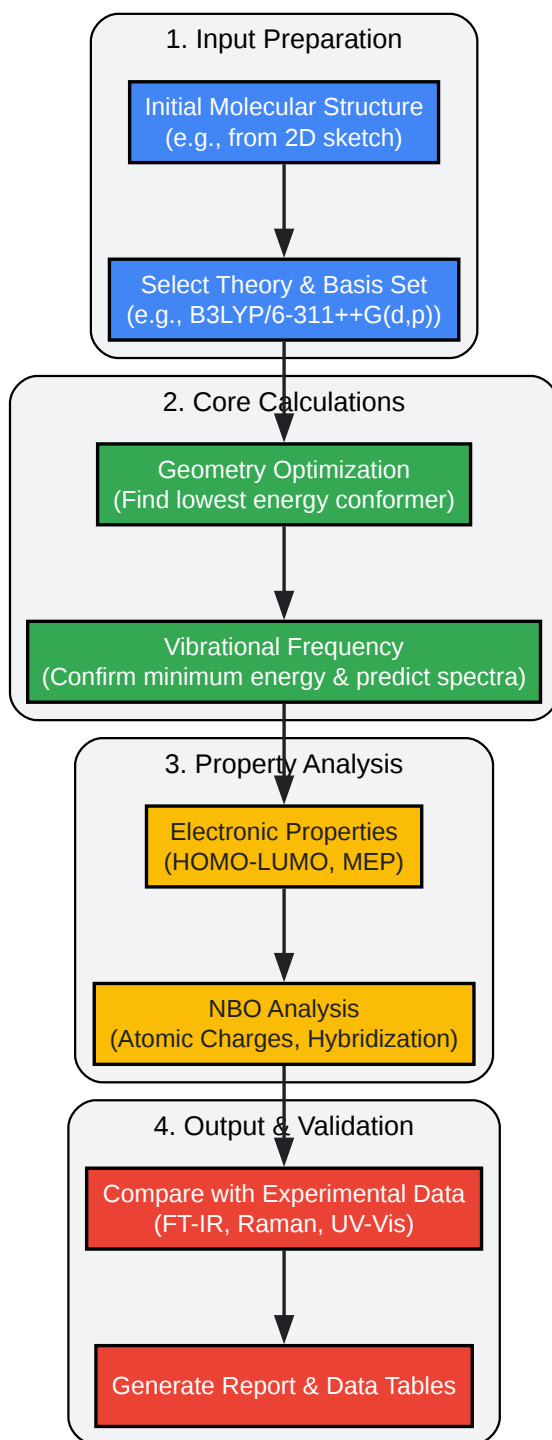 1. Input Preparation
Initial Molecular Structure
(e.g., from 2D sketch)
Select Theory & Basis Set
(e.g., B3LYP/6-311++G(d,p))
2. Core Calculations
Geometry Optimization
(Find lowest energy conformer)
Vibrational Frequency
(Confirm minimum energy & predict spectra)
3. Property Analysis
Electronic Properties
(HOMO-LUMO, MEP)
NBO Analysis
(Atomic Charges, Hybridization)
4. Output & Validation
Compare with Experimental Data
(FT-IR, Raman, UV-Vis)
Generate Report & Data Tables